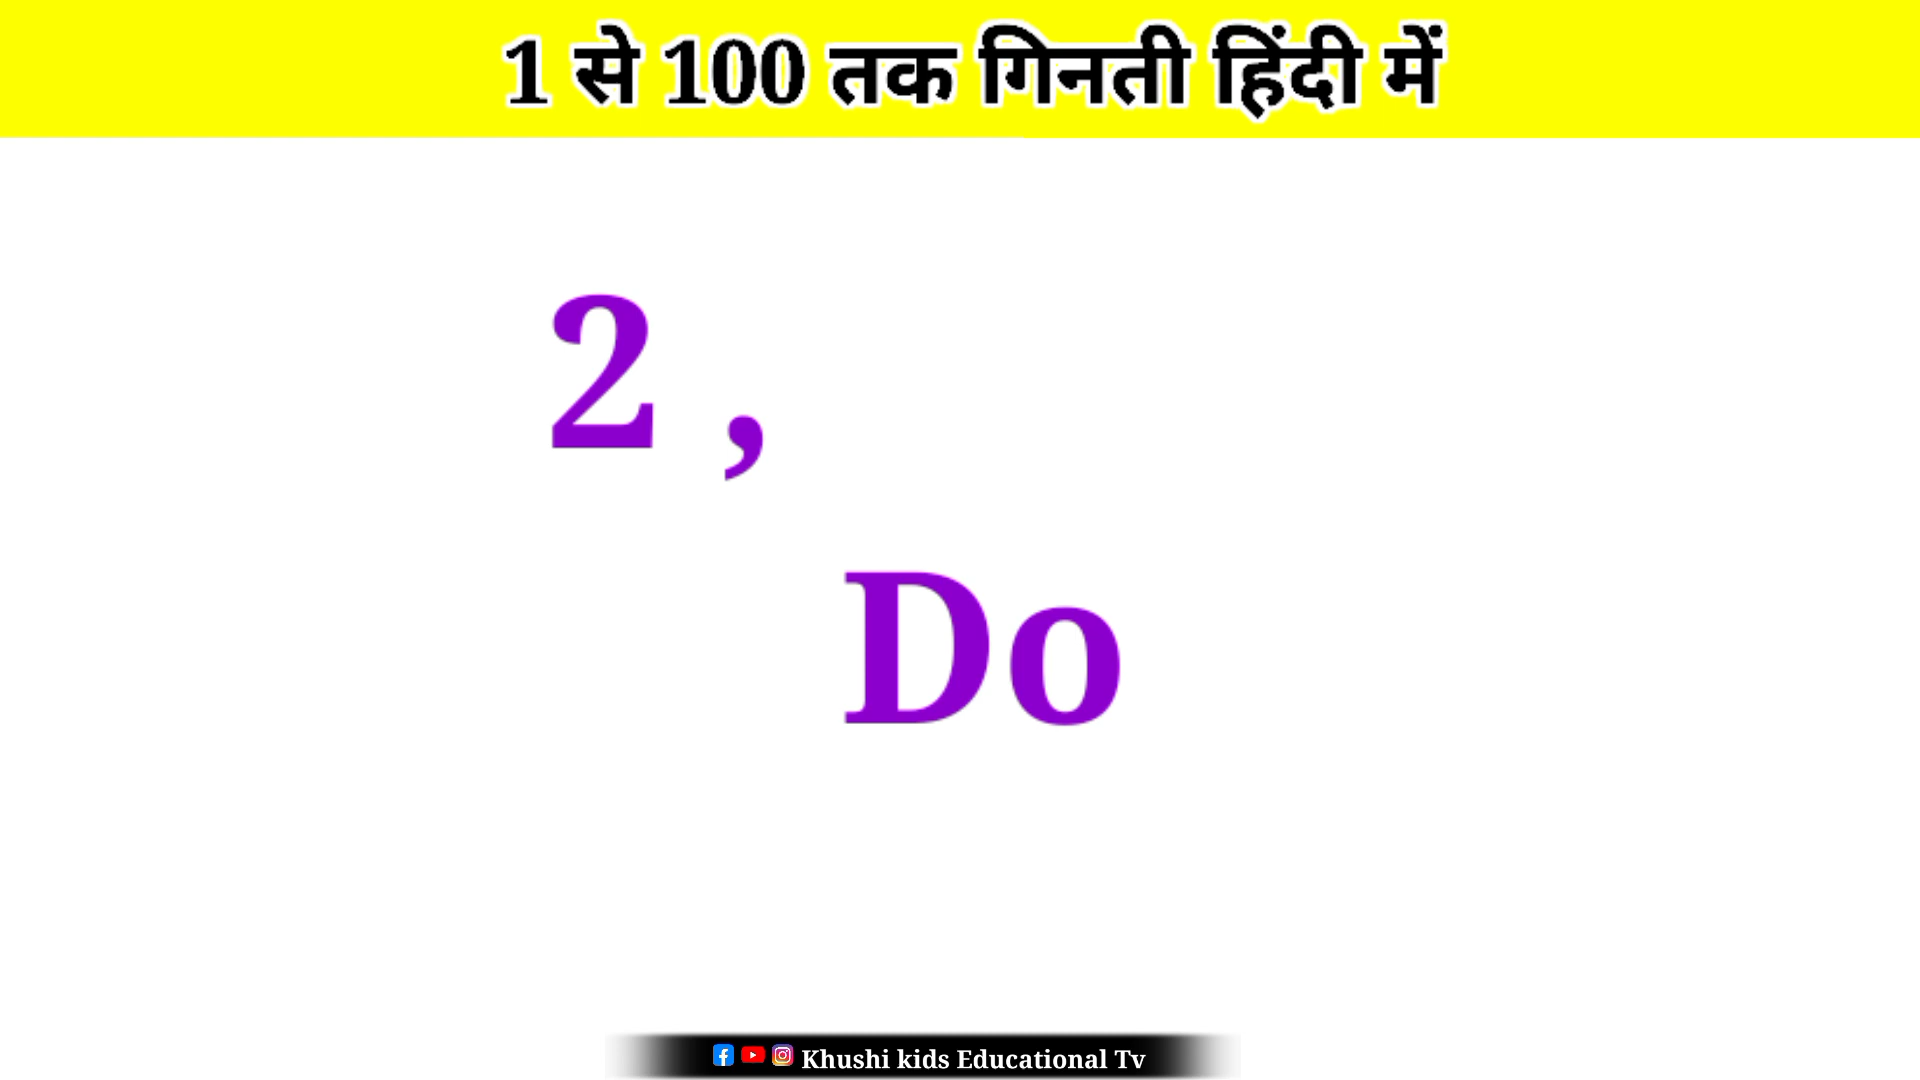 1 से 100 तक गिनती हिंदी में
2 ,
Do
Khushi kids Educational Tv